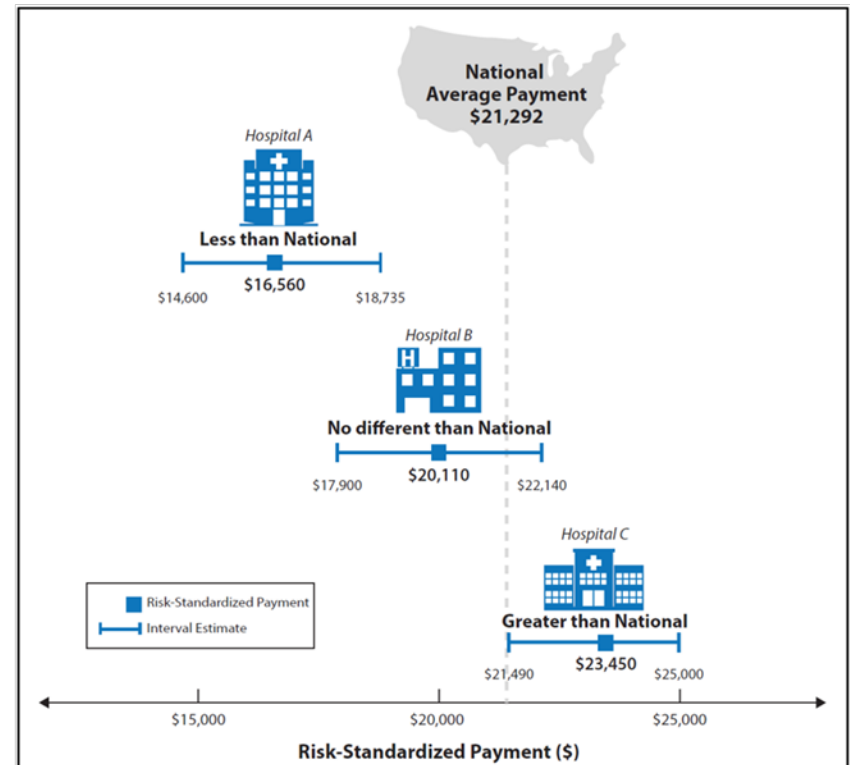 National
Average Payment
$21,292
Hospital A
Less than National
$16,560
$14,600
$18,735
Hospital B
H
No different than National
$20,110
$17,900
$22,140
Hospital C
Greater than National
$23,450
$21,490
$25,000
Risk-Standardized Payment
Interval Estimate
$15,000
$20,000
$25,000
Risk-Standardized Payment ($)